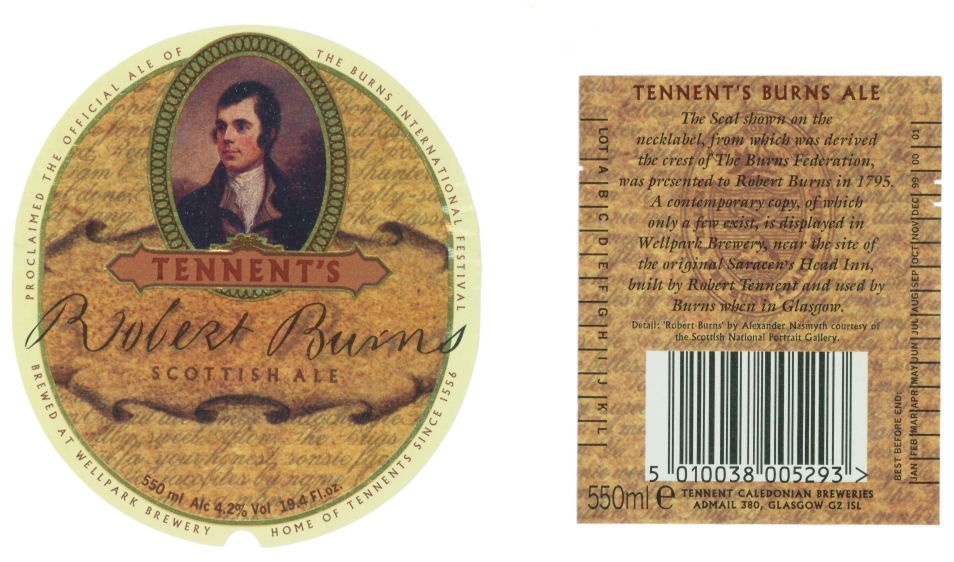 PROCLAIMED THE OFFICIAL ALE OF THE BURNS INTERNATIONAL FESTIVAL
TENNENT'S
Robert Burns
SCOTTISH ALE
550 ml Alc 4.2% Vol 19.4 Fl.oz.
BREWED AT WELLPARK BREWERY HOME OF TENNENTS SINCE 1556
TENNENT'S BURNS ALE
The Seal shown on the
necklabel, from which was derived
the crest of The Burns Federation,
was presented to Robert Burns in 1795.
A contemporary copy, of which
only a few exist, is displayed in
Wellpark Brewery, near the site of
the original Saracen's Head Inn,
built by Robert Tennent and used by
Burns when in Glasgow.
Detail: 'Robert Burns' by Alexander Nasmyth courtesy of
the Scottish National Portrait Gallery.
LOT A B C D E F G H I J K L
BEST BEFORE END:
JAN FEB MAR APR MAY JUN JUL AUG SEP OCT NOV DEC 99 00 01
5 010038 005293 >
550ml e
TENNENT CALEDONIAN BREWERIES
ADMAIL 380, GLASGOW G2 1SL